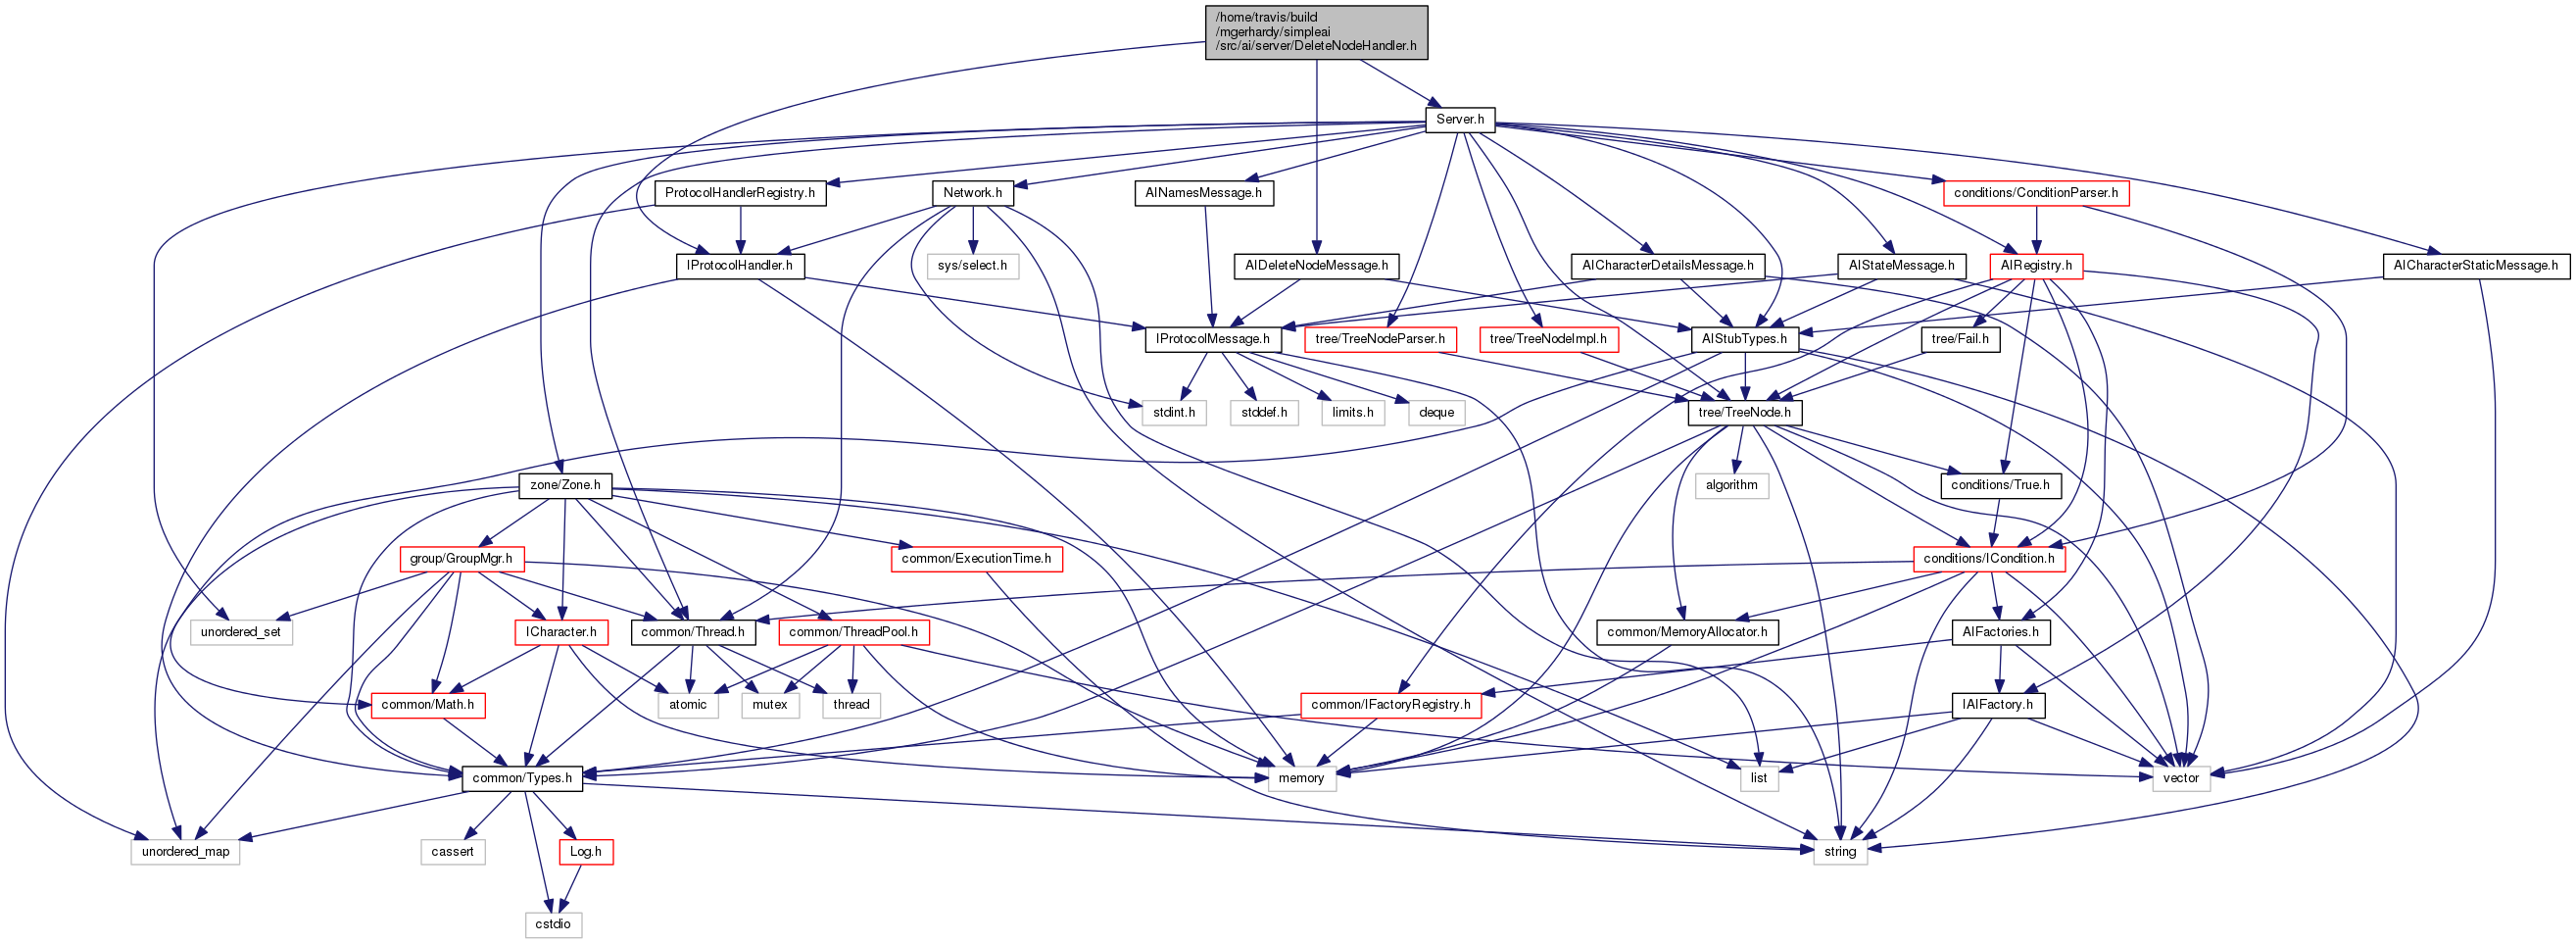 /home/travis/build
/mgerhardy/simpleai
/src/ai/server/DeleteNodeHandler.h
Server.h
ProtocolHandlerRegistry.h
Network.h
AINamesMessage.h
conditions/ConditionParser.h
IProtocolHandler.h
sys/select.h
AIDeleteNodeMessage.h
AICharacterDetailsMessage.h
AIStateMessage.h
AIRegistry.h
AICharacterStaticMessage.h
IProtocolMessage.h
tree/TreeNodeParser.h
tree/TreeNodeImpl.h
AIStubTypes.h
tree/Fail.h
stdint.h
stddef.h
limits.h
deque
tree/TreeNode.h
zone/Zone.h
algorithm
conditions/True.h
group/GroupMgr.h
common/ExecutionTime.h
conditions/ICondition.h
unordered_set
ICharacter.h
common/Thread.h
common/ThreadPool.h
common/MemoryAllocator.h
AIFactories.h
common/Math.h
atomic
mutex
thread
common/IFactoryRegistry.h
IAIFactory.h
common/Types.h
memory
list
vector
unordered_map
cassert
Log.h
string
cstdio